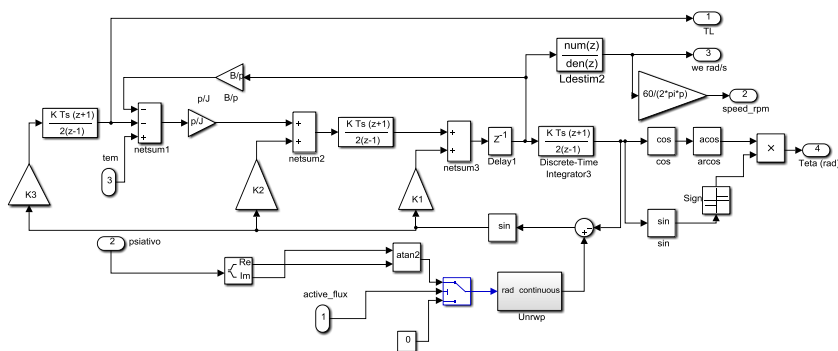 1
TL
num(z)
den(z)
Ldestim2
3
we rad/s
B/p
p/J
B/p
60/(2*pi*p)
2
speed_rpm
K Ts (z+1)
2(z-1)
−
−
+
netsum1
p/J
+
+
netsum2
K Ts (z+1)
2(z-1)
+
+
netsum3
Z-1
Delay1
K Ts (z+1)
2(z-1)
Discrete-Time
Integrator3
cos
cos
acos
arcos
×
4
Teta (rad)
tem
3
K3
K2
K1
Sign
sin
sin
sin
+
−
2
psiativo
Re
Im
atan2
active_flux
1
0
rad continuous
Unrwp